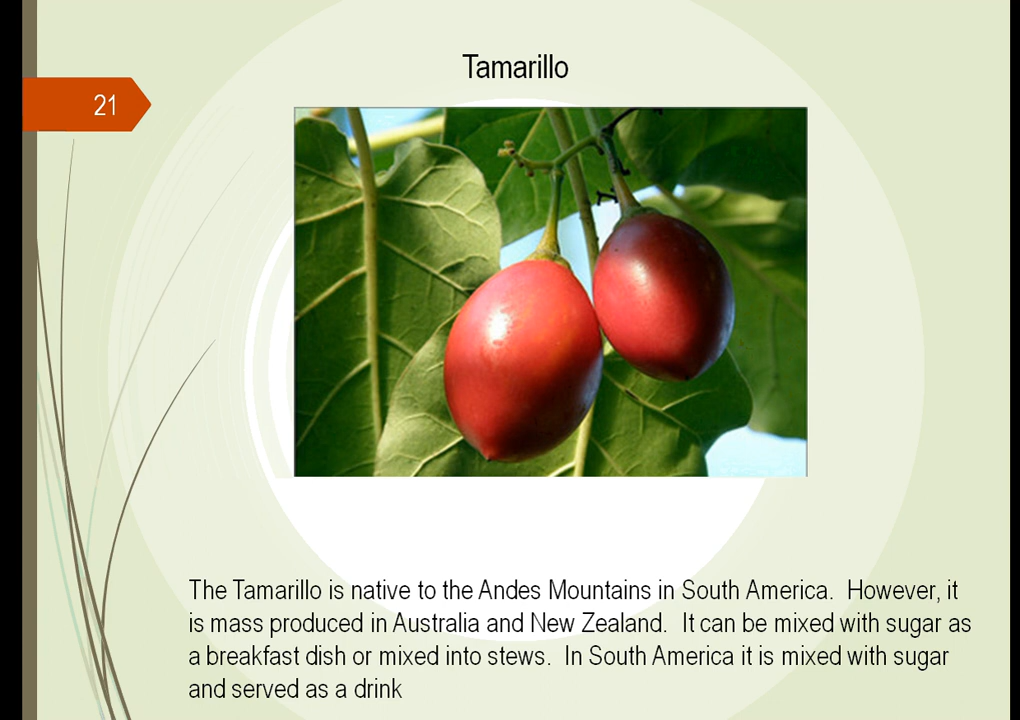 Tamarillo
21
The Tamarillo is native to the Andes Mountains in South America.  However, it
is mass produced in Australia and New Zealand.  It can be mixed with sugar as
a breakfast dish or mixed into stews.  In South America it is mixed with sugar
and served as a drink